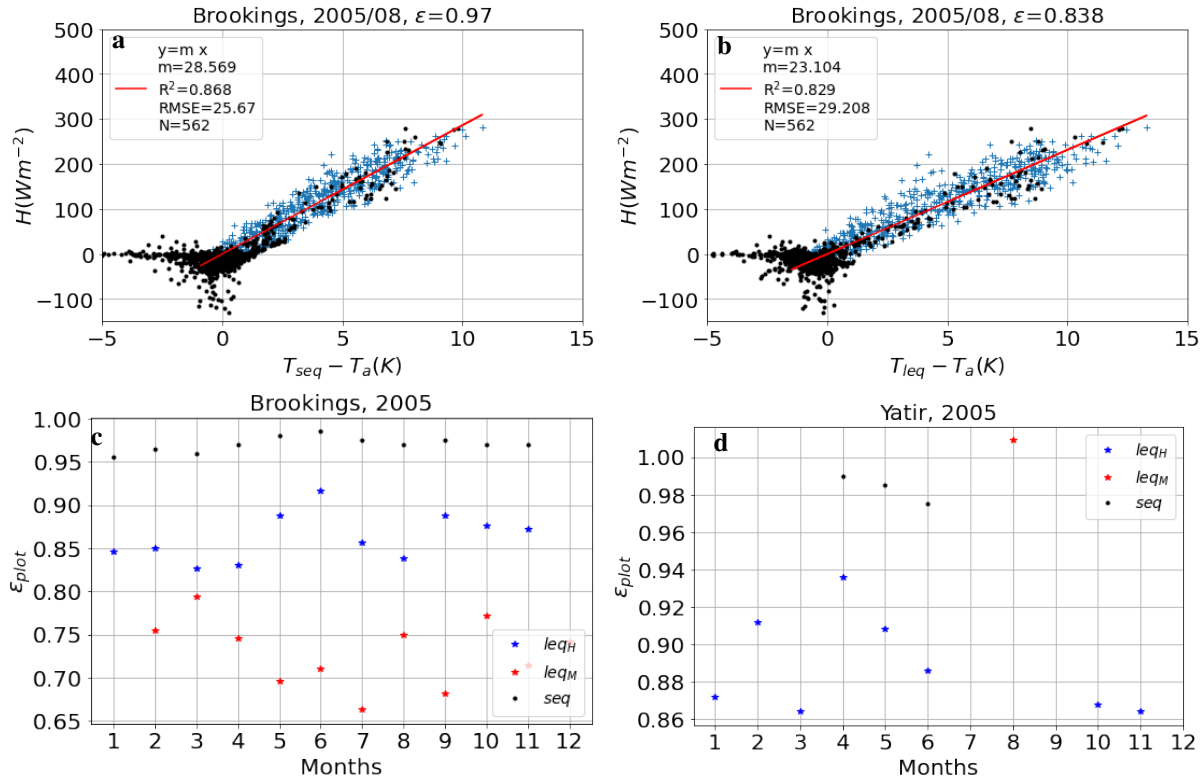 Brookings, 2005/08, ε=0.97
a
y=m x
m=28.569
R²=0.868
RMSE=25.67
N=562
500
400
300
200
100
0
−100
H(Wm⁻²)
−5 0 5 10 15
T_seq − T_a(K)
Brookings, 2005/08, ε=0.838
b
y=m x
m=23.104
R²=0.829
RMSE=29.208
N=562
500
400
300
200
100
0
−100
H(Wm⁻²)
−5 0 5 10 15
T_leq − T_a(K)
Brookings, 2005
c
1.00
0.95
0.90
0.85
0.80
0.75
0.70
0.65
ε_plot
leq_H
leq_M
seq
1 2 3 4 5 6 7 8 9 10 11 12
Months
Yatir, 2005
d
1.00
0.98
0.96
0.94
0.92
0.90
0.88
0.86
ε_plot
leq_H
leq_M
seq
1 2 3 4 5 6 7 8 9 10 11 12
Months